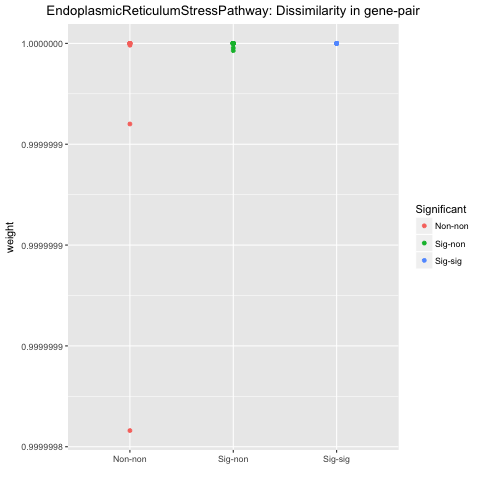 EndoplasmicReticulumStressPathway: Dissimilarity in gene-pair
1.0000000
0.9999999
0.9999999
0.9999999
0.9999998
weight
Non-non
Sig-non
Sig-sig
Significant
Non-non
Sig-non
Sig-sig